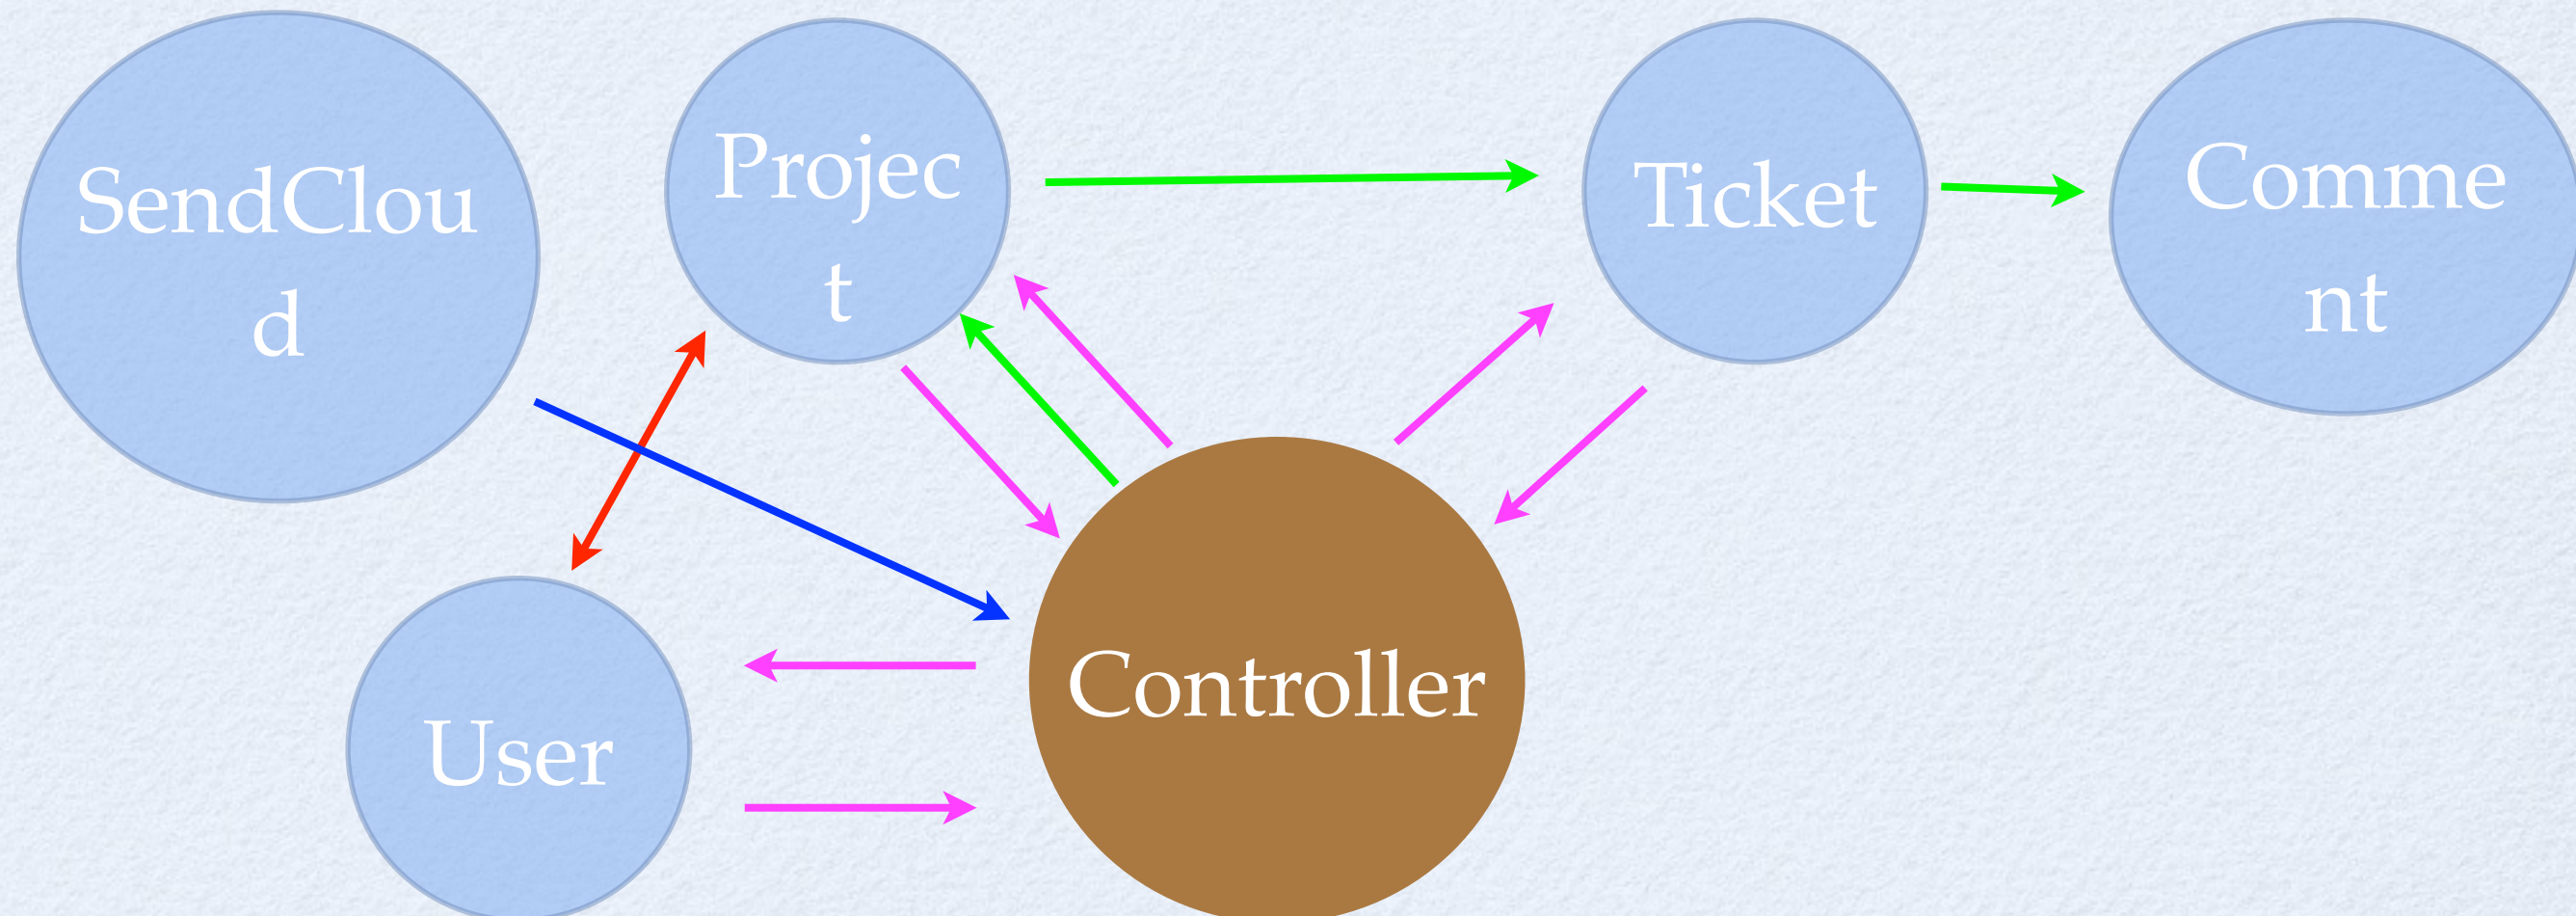 SendClou
d
Projec
t
Ticket
Comme
nt
User
Controller